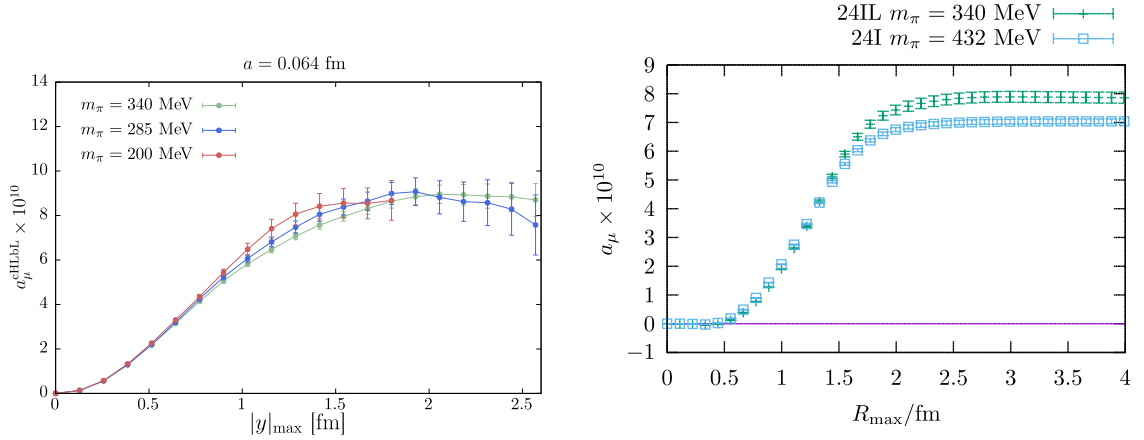 a = 0.064 fm
14
12
10
8
6
4
2
0
m_π = 340 MeV
m_π = 285 MeV
m_π = 200 MeV
a_μ^cHLbL × 10^10
0 0.5 1 1.5 2 2.5
|y|_max [fm]
24IL m_π = 340 MeV
24I m_π = 432 MeV
9
8
7
6
5
4
3
2
1
0
−1
a_μ × 10^10
0 0.5 1 1.5 2 2.5 3 3.5 4
R_max/fm